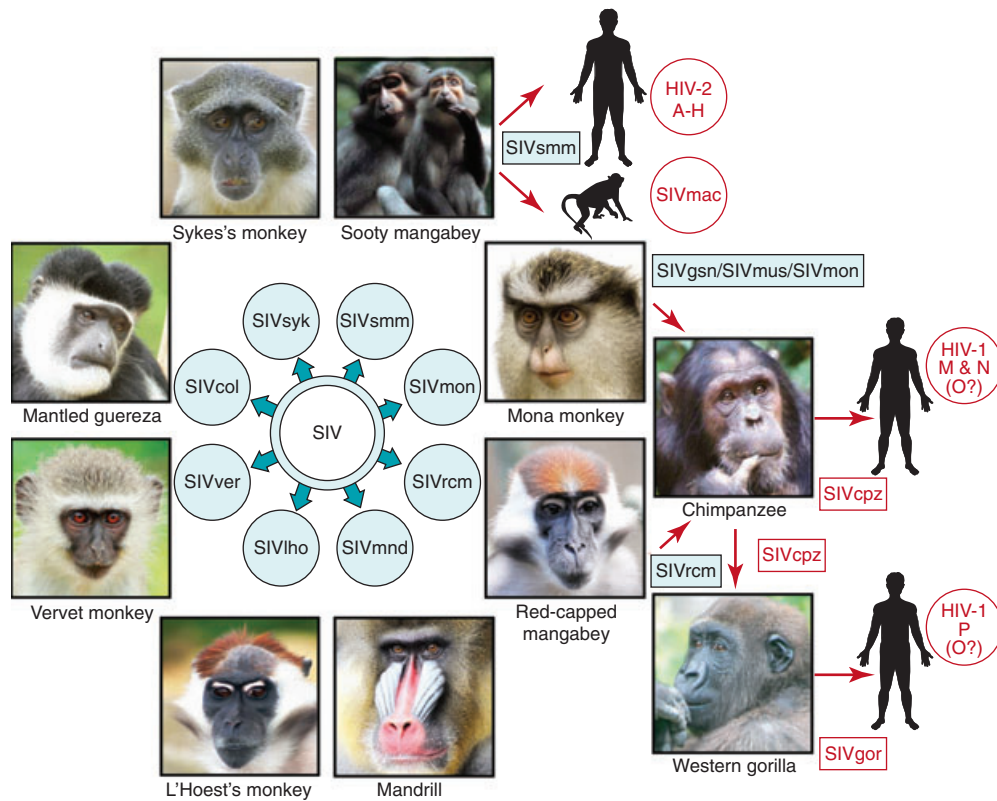 HIV-2
A-H
SIVsmm
SIVmac
Sykes's monkey
Sooty mangabey
SIVgsn/SIVmus/SIVmon
SIVsyk
SIVsmm
SIVcol
SIVmon
SIV
SIVver
SIVrcm
SIVlho
SIVmnd
Mantled guereza
Mona monkey
HIV-1
M & N
(O?)
SIVcpz
Chimpanzee
SIVrcm
SIVcpz
Vervet monkey
Red-capped
mangabey
HIV-1
P
(O?)
SIVgor
L'Hoest's monkey
Mandrill
Western gorilla